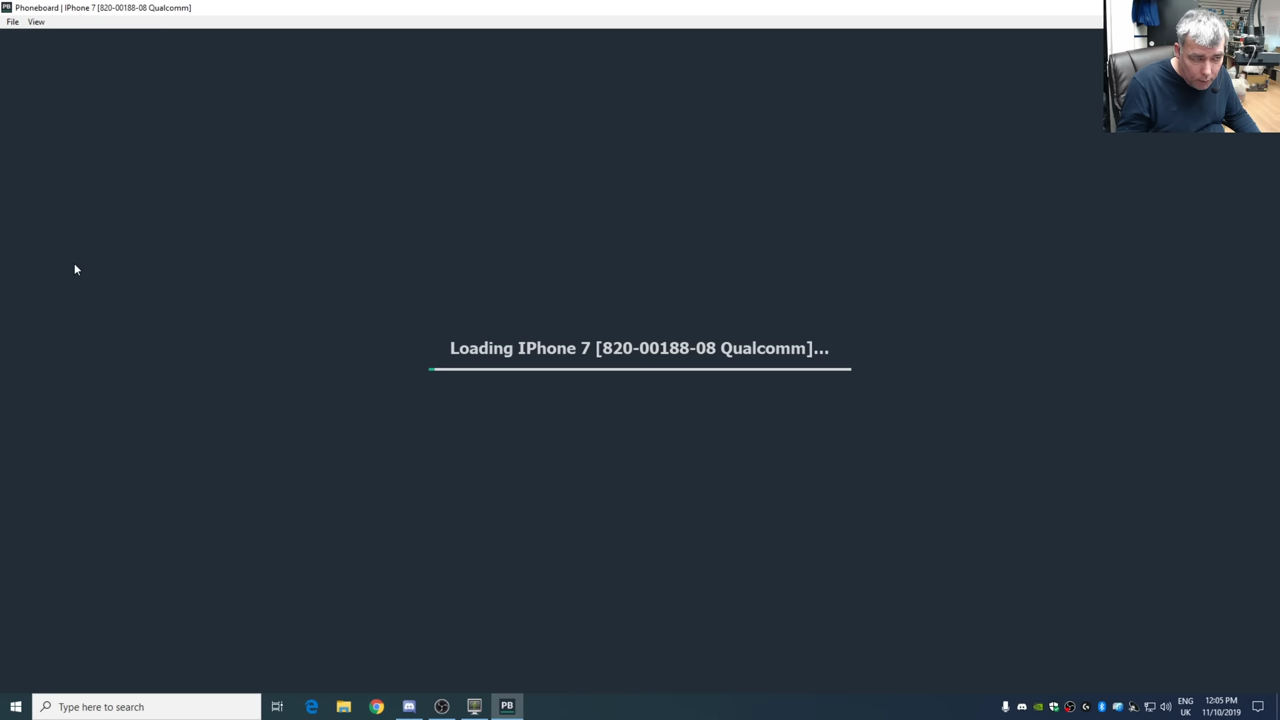 PB Phoneboard | IPhone 7 [820-00188-08 Qualcomm]
File View
Loading IPhone 7 [820-00188-08 Qualcomm]...
Type here to search
PB
ENG
UK
12:05 PM
11/10/2019